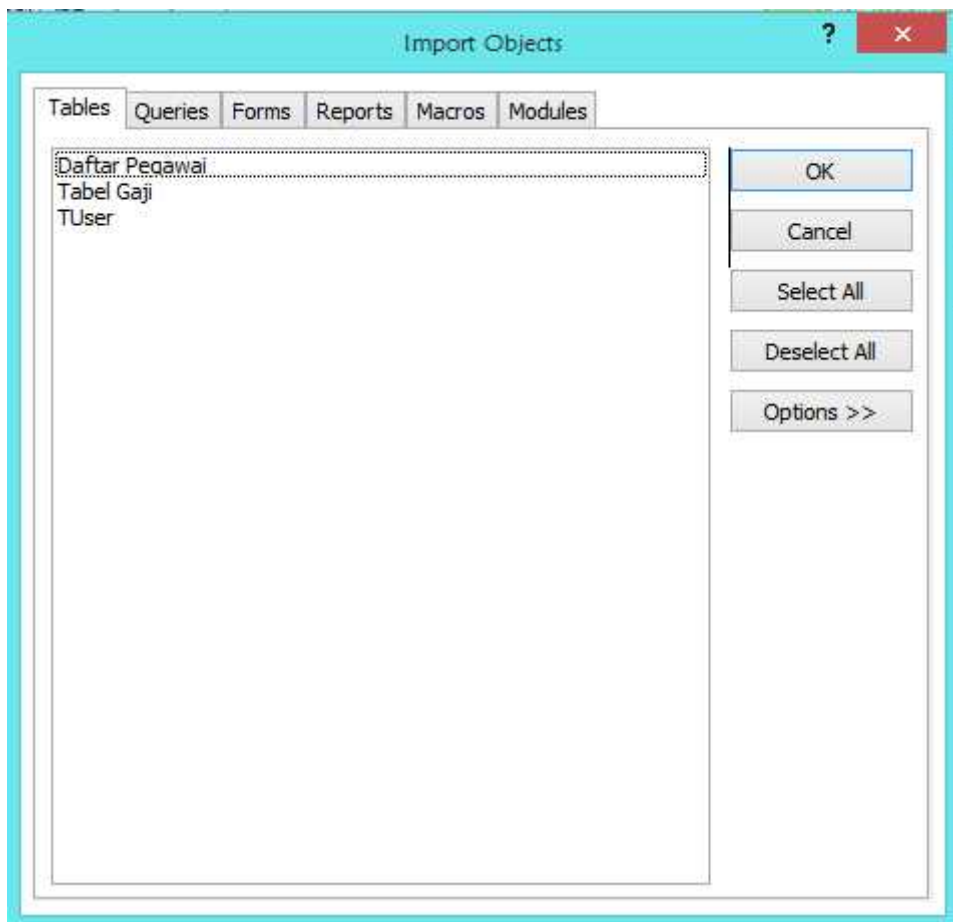 Import Objects
?
Tables Queries Forms Reports Macros Modules
Daftar Pegawai
Tabel Gaji
TUser
OK
Cancel
Select All
Deselect All
Options >>